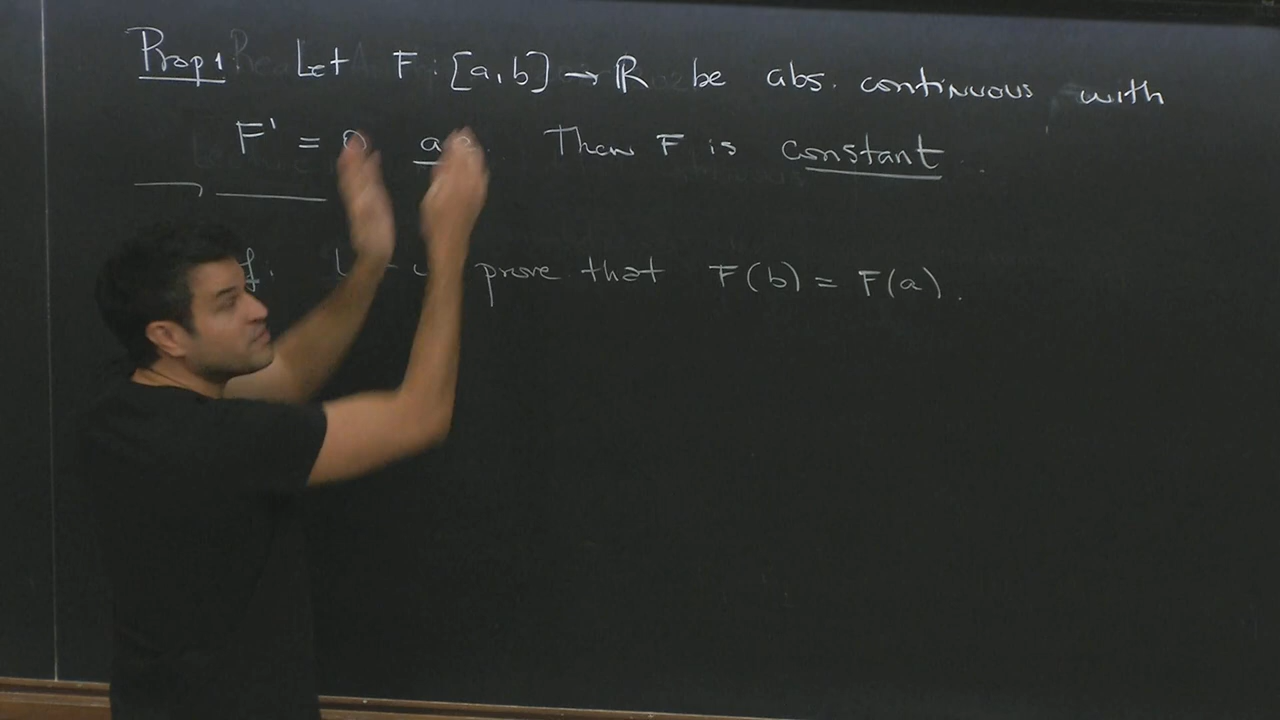 Prop 1 Let F : [a,b] → ℝ be abs. continuous with
F' = 0 Then F is constant.
prove that F(b) = F(a).